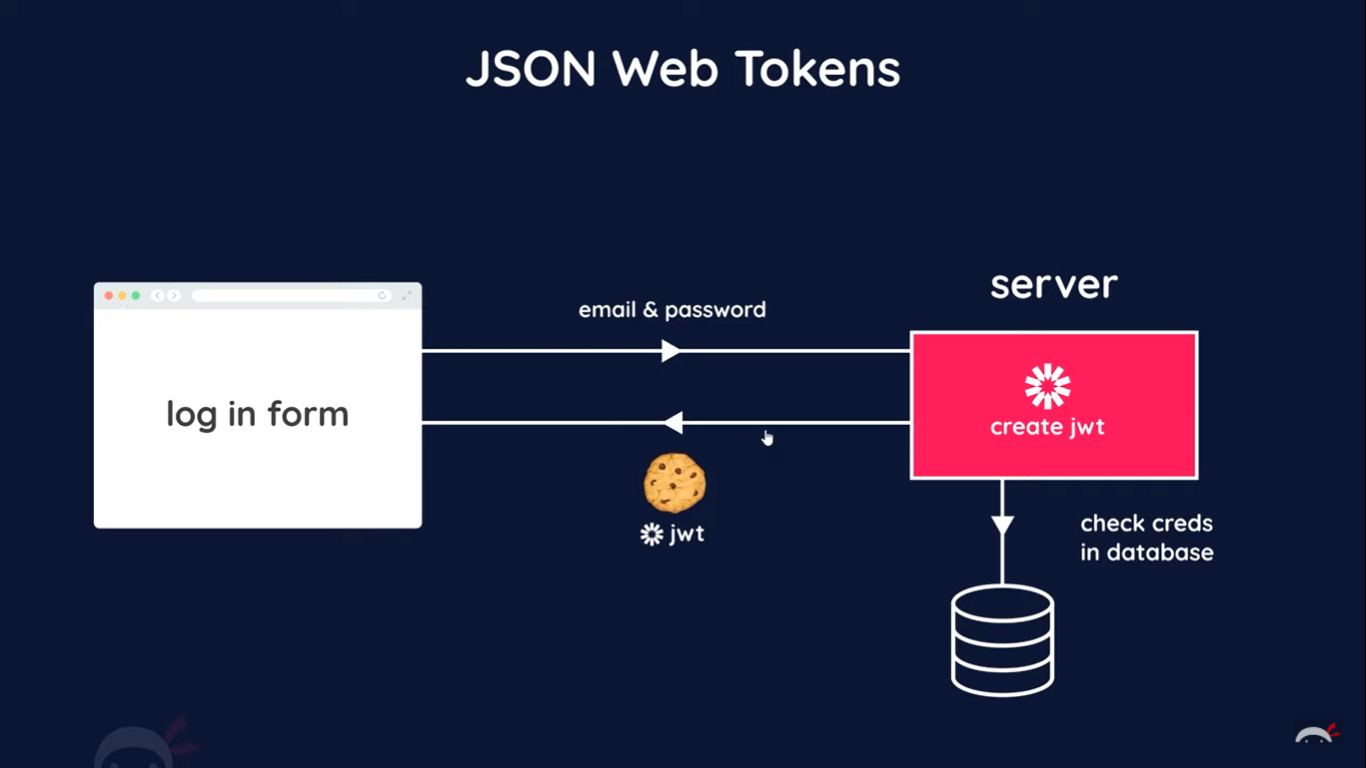 JSON Web Tokens
server
email & password
log in form
create jwt
jwt
check creds
in database